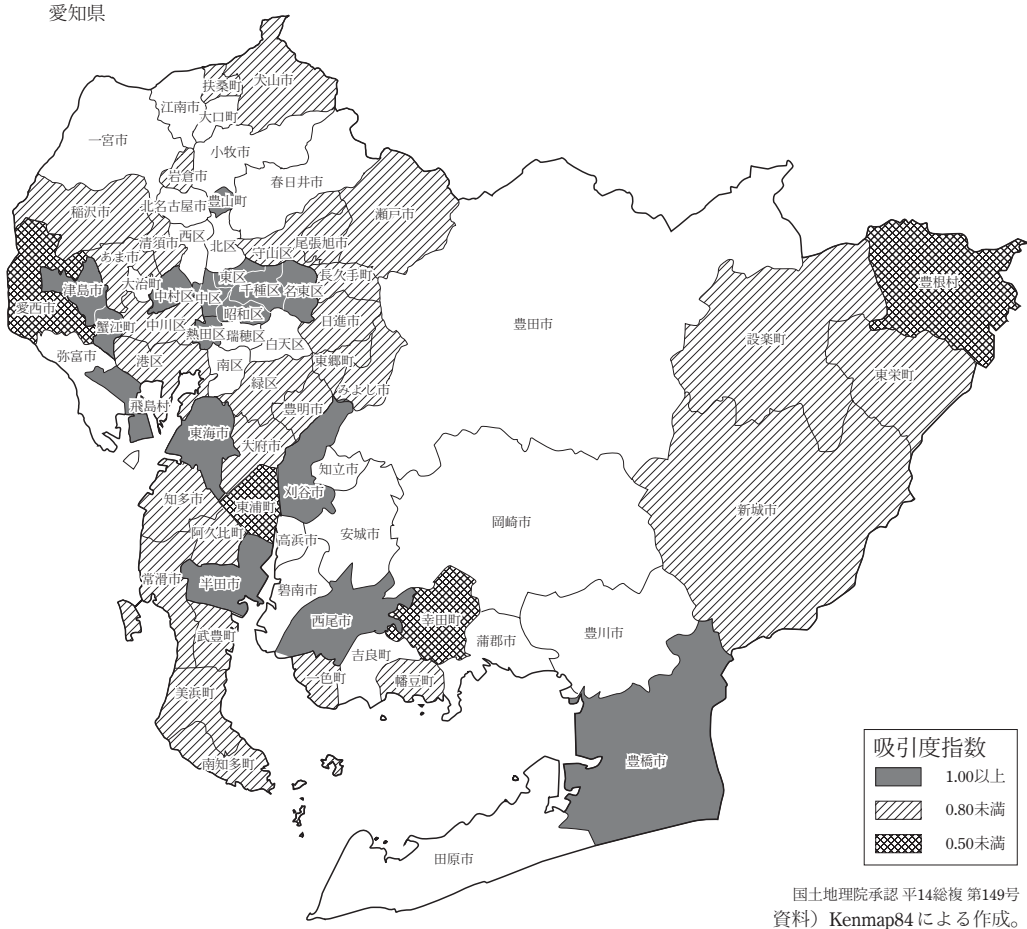 愛知県
犬山市
扶桑町
江南市
大口町
一宮市
小牧市
岩倉市
春日井市
豊山町
稲沢市
北名古屋市
瀬戸市
西区
清須市
北区
尾張旭市
守山区
あま市
東区
長久手町
大治町
津島市
千種区
名東区
中村区
中区
豊根村
愛西市
昭和区
蟹江町
中川区
日進市
豊田市
熱田区
瑞穂区
設楽町
白天区
弥富市
港区
南区
東郷町
東栄町
緑区
みよし市
飛島村
豊明市
東海市
大府市
知立市
刈谷市
知多市
東浦町
新城市
岡崎市
阿久比町
高浜市
安城市
常滑市
半田市
碧南市
西尾市
幸田町
豊川市
武豊町
蒲郡市
吉良町
一色町
幡豆町
美浜町
南知多町
豊橋市
田原市
吸引度指数
1.00以上
0.80未満
0.50未満
国土地理院承認 平14総複 第149号
資料）Kenmap84による作成。